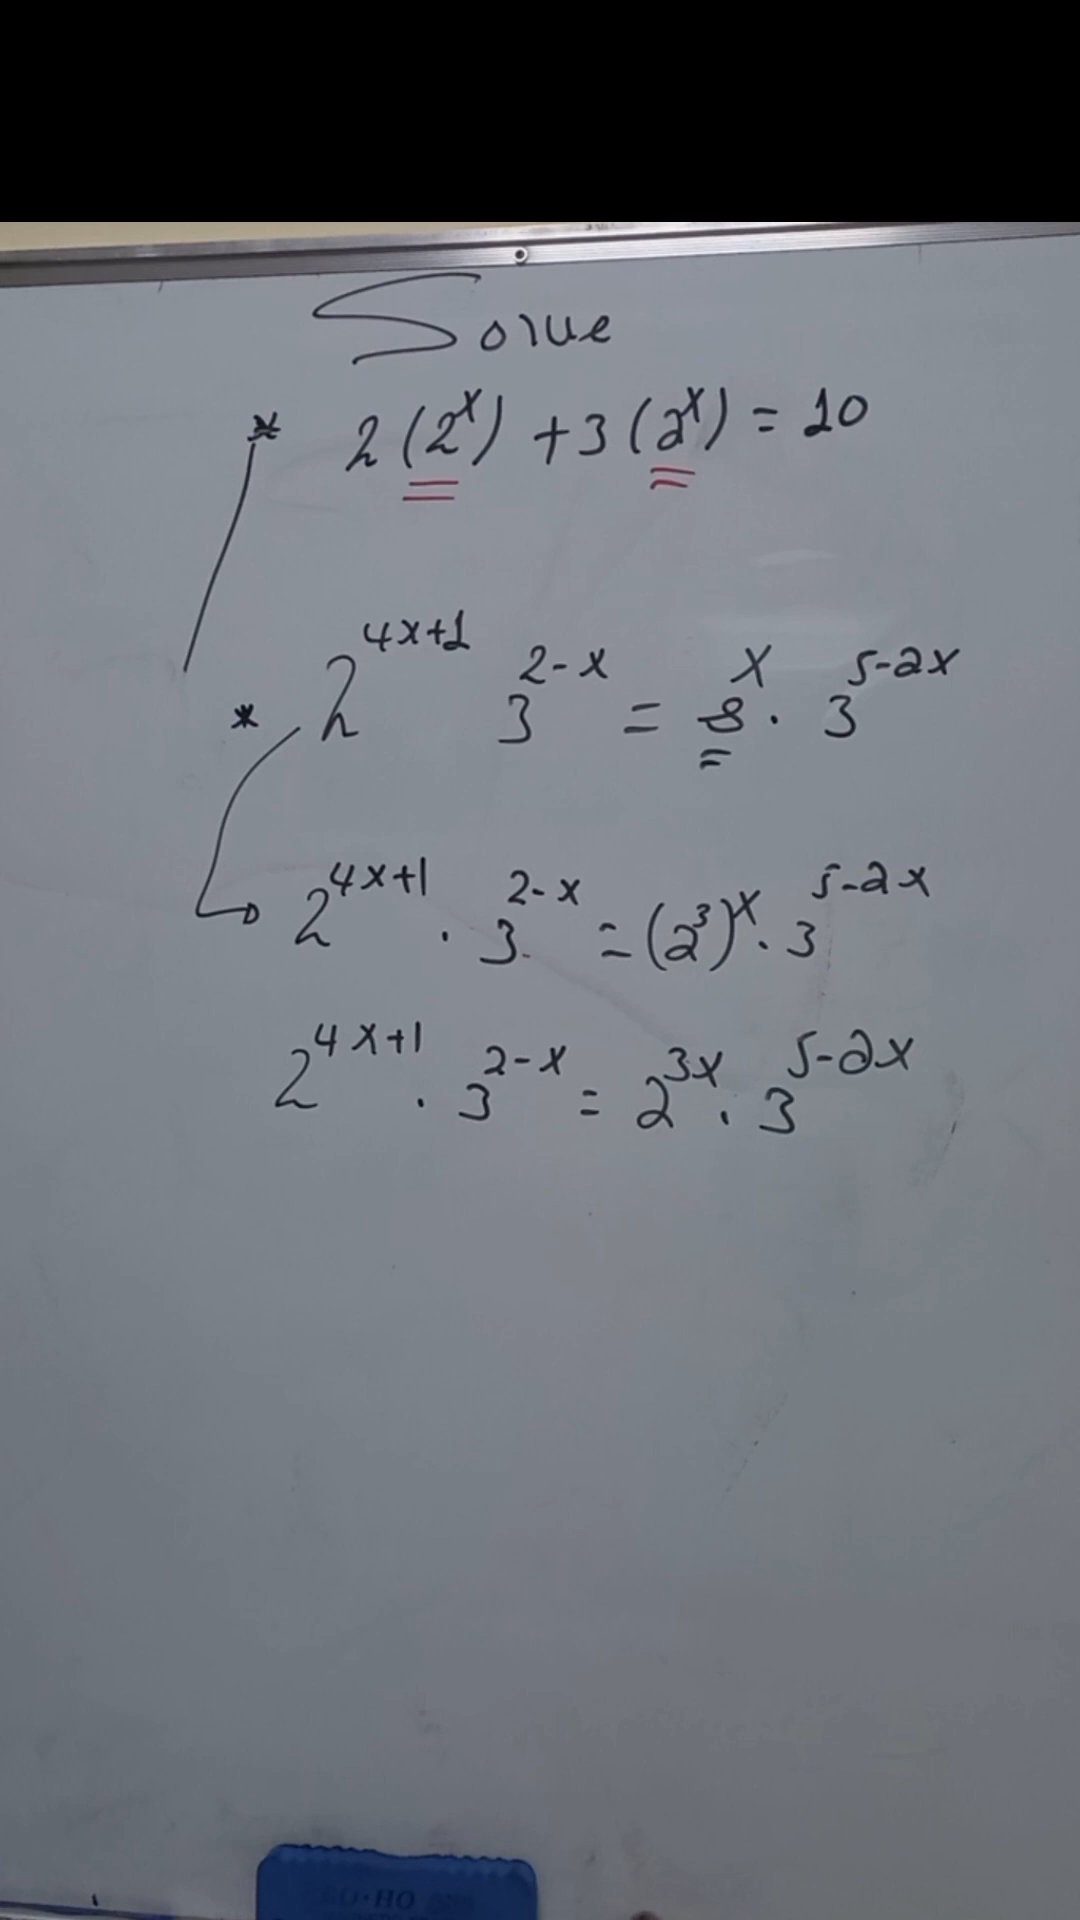 Solve
* 2(2^x) + 3(2^x) = 10
* 2^{4x+1} 3^{2-x} = 8^x · 3^{5-2x}
→ 2^{4x+1} · 3^{2-x} = (2^3)^x · 3^{5-2x}
2^{4x+1} · 3^{2-x} = 2^{3x} · 3^{5-2x}